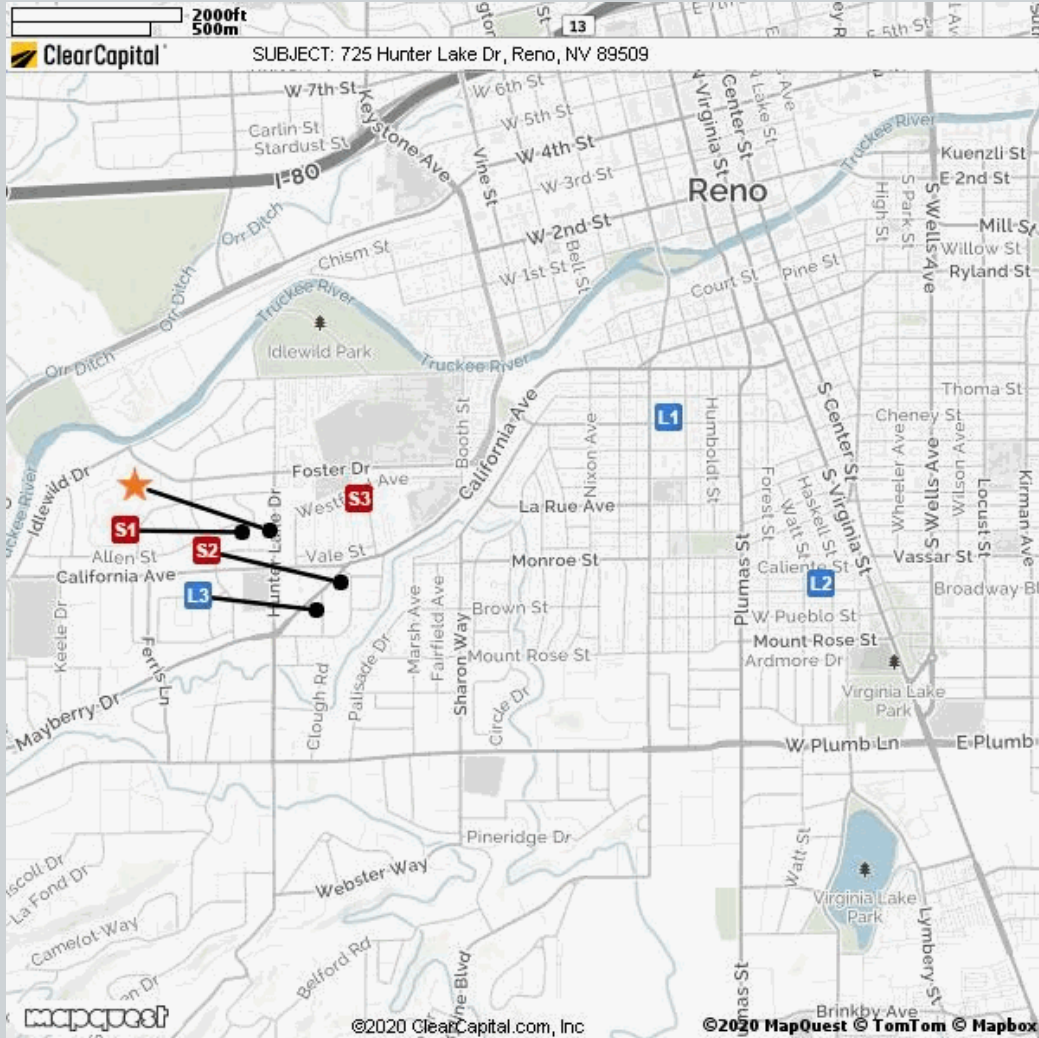 2000ft
500m
13
E 5th St
ClearCapital
SUBJECT: 725 Hunter Lake Dr, Reno, NV 89509
W 7th St
W 6th St
Keystone Ave
Carlin St
Stardust St
W 5th St
W 4th St
N Virginia St
Center St
N Lake St
I-80
Vine St
W 3rd St
Reno
Truckee River
Kuenzli St
E 2nd St
High St
S Park St
S Wells Ave
Mill St
Willow St
Ryland St
Orr Ditch
Orr Ditch
Orr Ditch
Chism St
W 2nd St
Bell St
W 1st St
Court St
Pine St
Truckee River
Idlewild Park
Truckee River
California Ave
Booth St
Nixon Ave
L1
Humboldt St
S Center St
Thoma St
Cheney St
Idlewild Dr
Foster Dr
S3
La Rue Ave
Forest St
Watt St
Haskell St
S Virginia St
Wheeler Ave
S Wells Ave
Wilson Ave
Locust St
Kirman Ave
S1
S2
Hunter Lake Dr
Vale St
Allen St
California Ave
Monroe St
Plumas St
Caliente St
L2
Vassar St
L3
Marsh Ave
Fairfield Ave
Brown St
W Pueblo St
Keele Dr
Ferris Ln
Clough Rd
Palisade Dr
Sharon Way
Mount Rose St
Mount Rose St
Ardmore Dr
Mayberry Dr
Circle Dr
Virginia Lake
Park
W Plumb Ln
E Plumb
Pineridge Dr
Watt St
Webster Way
La Fond Dr
Camelot Way
Belford Rd
Virginia Lake
Park
Lymbery St
Brinkby Ave
mapquest
©2020 ClearCapital.com, Inc
©2020 MapQuest © TomTom © Mapbox